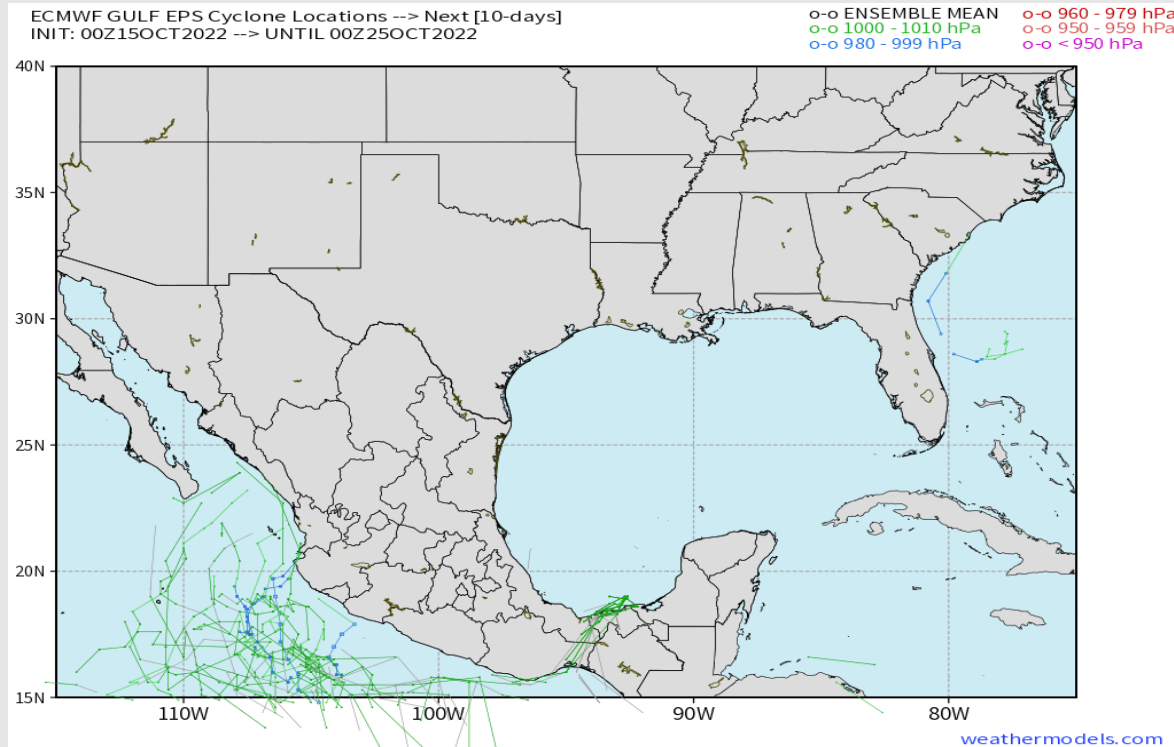 ECMWF GULF EPS Cyclone Locations --> Next [10-days]
INIT: 00Z15OCT2022 --> UNTIL 00Z25OCT2022
o-o ENSEMBLE MEAN
o-o 1000 - 1010 hPa
o-o 980 - 999 hPa
o-o 960 - 979 hPa
o-o 950 - 959 hPa
o-o < 950 hPa
40N
35N
30N
25N
20N
15N
110W
100W
90W
80W
weathermodels.com